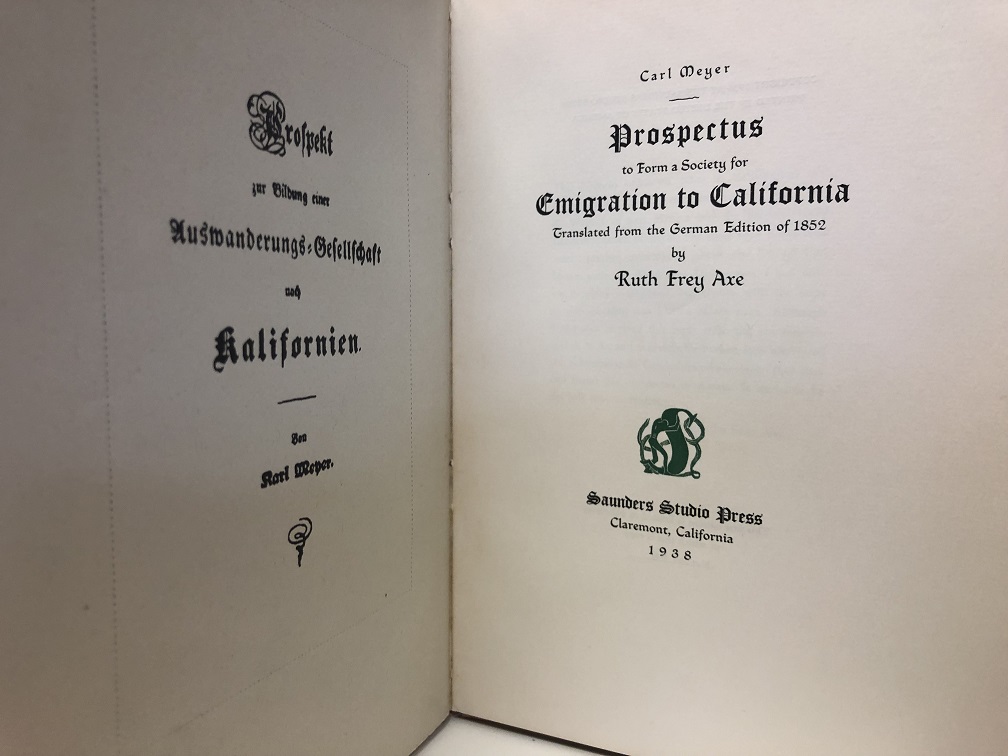 Prospekt
zur Bildung einer
Auswanderungs-Gesellschaft
nach
Kalifornien.
Von
Karl Meyer.
Carl Meyer
Prospectus
to Form a Society for
Emigration to California
Translated from the German Edition of 1852
by
Ruth Frey Axe
Saunders Studio Press
Claremont, California
1938